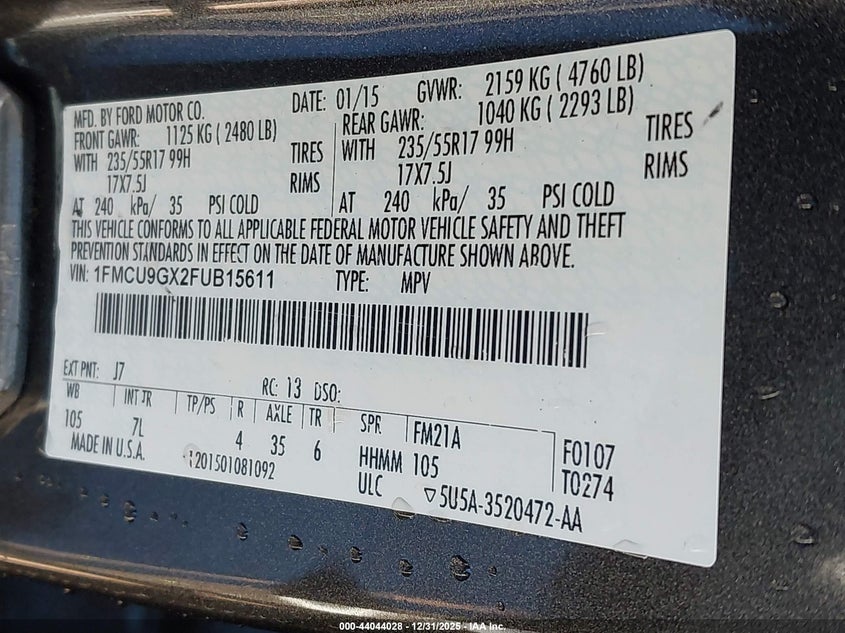 MFD. BY FORD MOTOR CO. DATE: 01/15 GVWR: 2159 KG ( 4760 LB)
FRONT GAWR: 1125 KG ( 2480 LB) REAR GAWR: 1040 KG ( 2293 LB)
WITH 235/55R17 99H TIRES WITH 235/55R17 99H TIRES
17X7.5J RIMS 17X7.5J RIMS
AT 240 kPa/ 35 PSI COLD AT 240 kPa/ 35 PSI COLD
THIS VEHICLE CONFORMS TO ALL APPLICABLE FEDERAL MOTOR VEHICLE SAFETY AND THEFT
PREVENTION STANDARDS IN EFFECT ON THE DATE OF MANUFACTURE SHOWN ABOVE.
VIN: 1FMCU9GX2FUB15611 TYPE: MPV
EXT PNT: J7 RC: 13 DSO:
WB INT TR TP/PS R AXLE TR SPR FM21A
105 7L 4 35 6 HHMM 105 F0107
MADE IN U.S.A. 1201501081092 ULC ▽5U5A-3520472-AA T0274
000-44044028 - 12/31/2025 - IAA Inc.